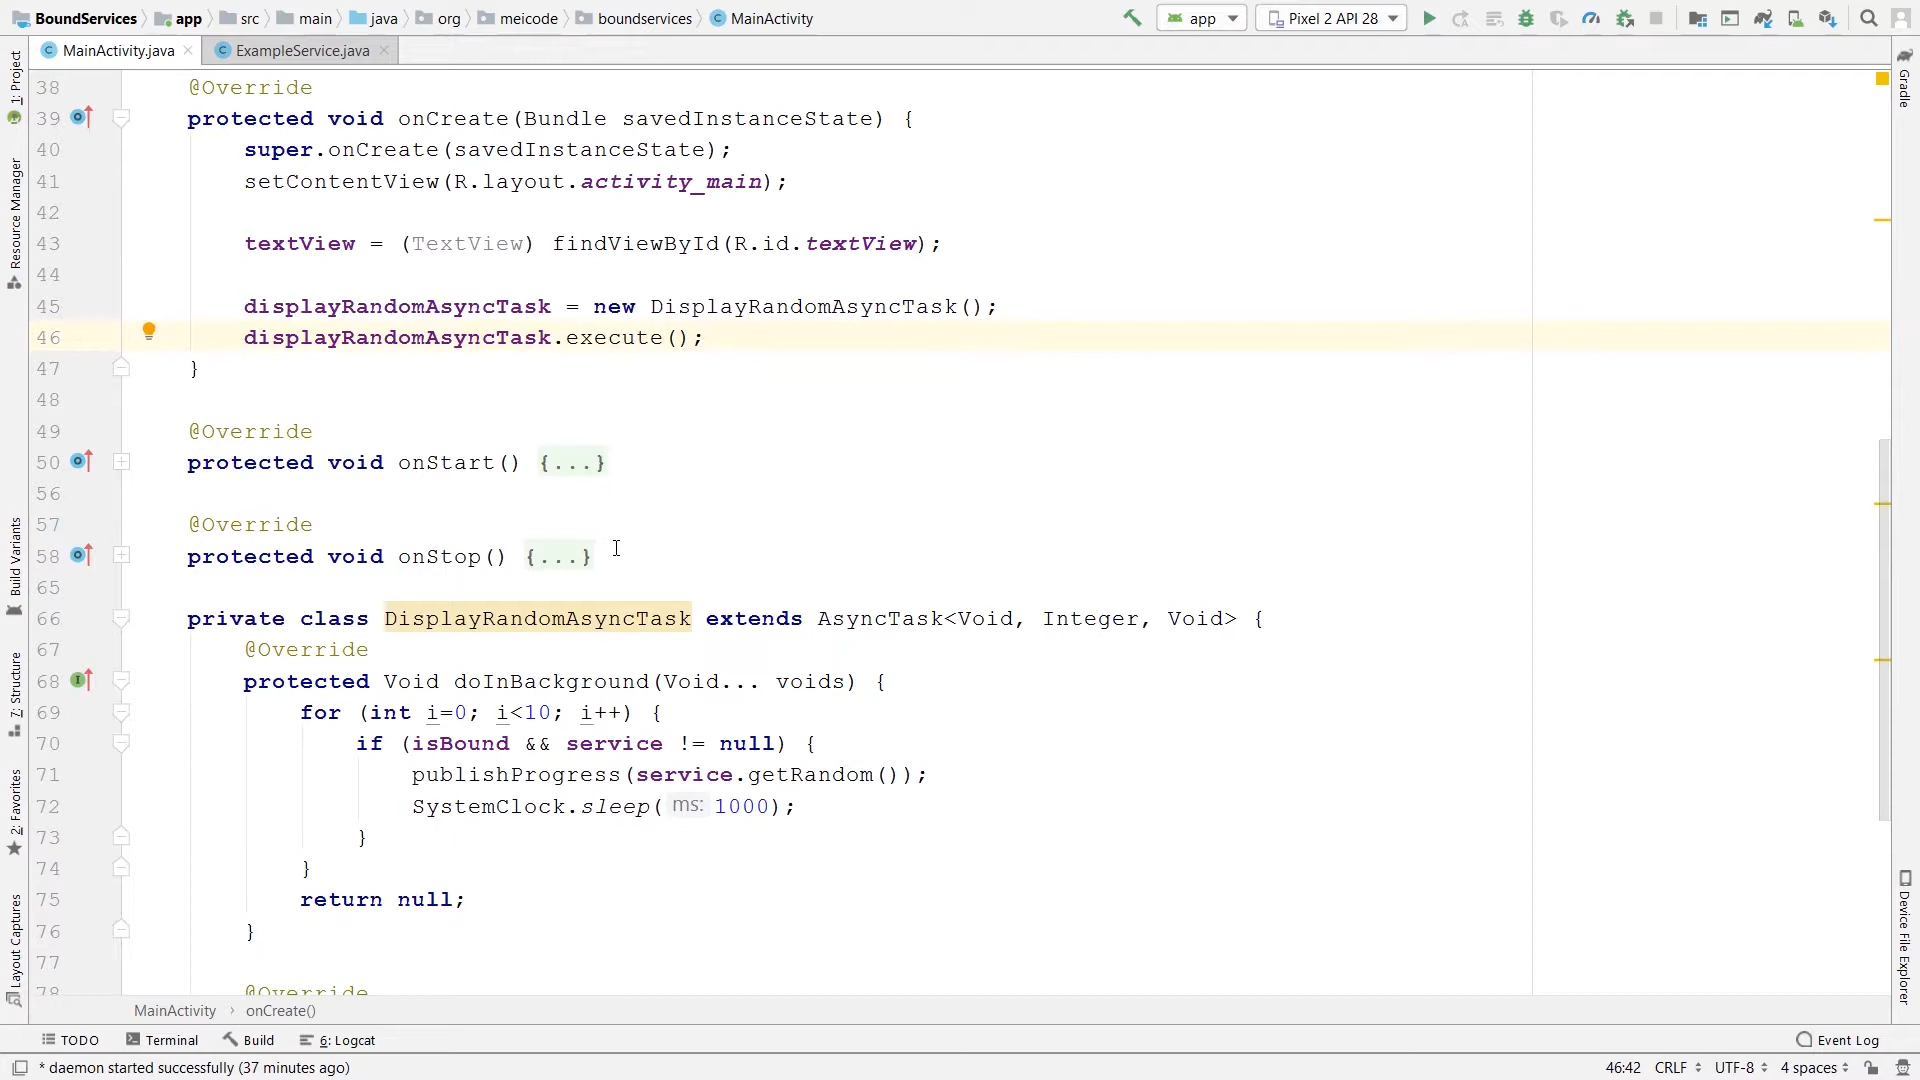 BoundServices app src main java org meicode boundservices MainActivity app Pixel 2 API 28
MainActivity.java ExampleService.java
1: Project
Resource Manager
Build Variants
7: Structure
2: Favorites
Layout Captures
38 @Override
39 protected void onCreate(Bundle savedInstanceState) {
40 super.onCreate(savedInstanceState);
41 setContentView(R.layout.activity_main);
42
43 textView = (TextView) findViewById(R.id.textView);
44
45 displayRandomAsyncTask = new DisplayRandomAsyncTask();
46 displayRandomAsyncTask.execute();
47 }
48
49 @Override
50 protected void onStart() {...}
56
57 @Override
58 protected void onStop() {...}
65
66 private class DisplayRandomAsyncTask extends AsyncTask<Void, Integer, Void> {
67 @Override
68 protected Void doInBackground(Void... voids) {
69 for (int i=0; i<10; i++) {
70 if (isBound && service != null) {
71 publishProgress(service.getRandom());
72 SystemClock.sleep( ms: 1000);
73 }
74 }
75 return null;
76 }
77
78 @Override
Gradle
Device File Explorer
MainActivity › onCreate()
TODO Terminal Build 6: Logcat Event Log
* daemon started successfully (37 minutes ago) 46:42 CRLF UTF-8 4 spaces